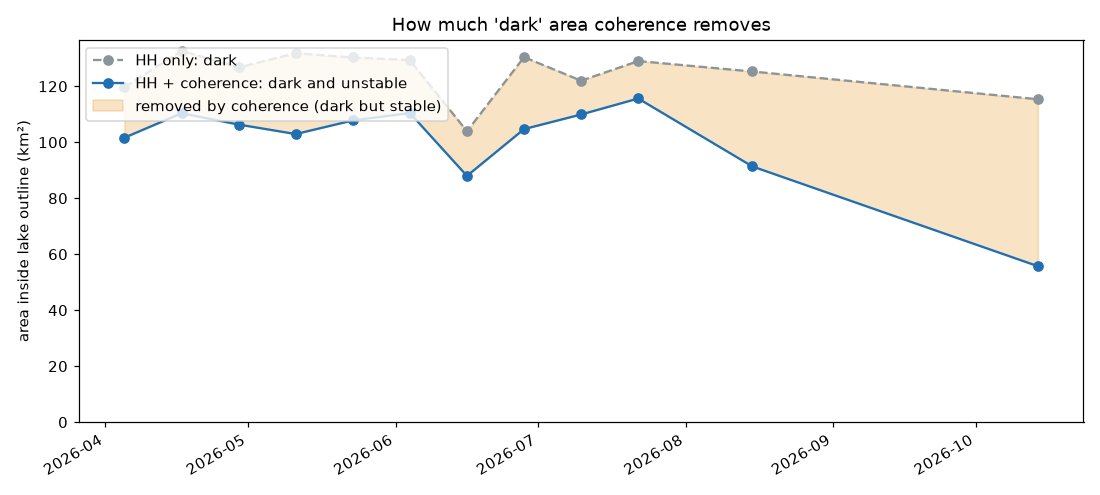 How much 'dark' area coherence removes
HH only: dark
HH + coherence: dark and unstable
removed by coherence (dark but stable)
area inside lake outline (km²)
120
100
80
60
40
20
0
2026-04
2026-05
2026-06
2026-07
2026-08
2026-09
2026-10